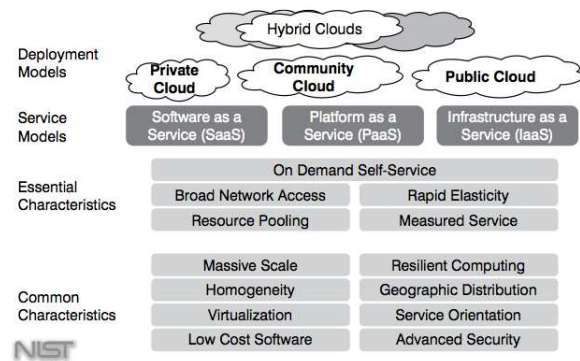 Hybrid Clouds
Deployment
Models
Private
Cloud
Community
Cloud
Public Cloud
Service
Models
Software as a
Service (SaaS)
Platform as a
Service (PaaS)
Infrastructure as a
Service (IaaS)
Essential
Characteristics
On Demand Self-Service
Broad Network Access
Rapid Elasticity
Resource Pooling
Measured Service
Common
Characteristics
Massive Scale
Resilient Computing
Homogeneity
Geographic Distribution
Virtualization
Service Orientation
Low Cost Software
Advanced Security
NIST